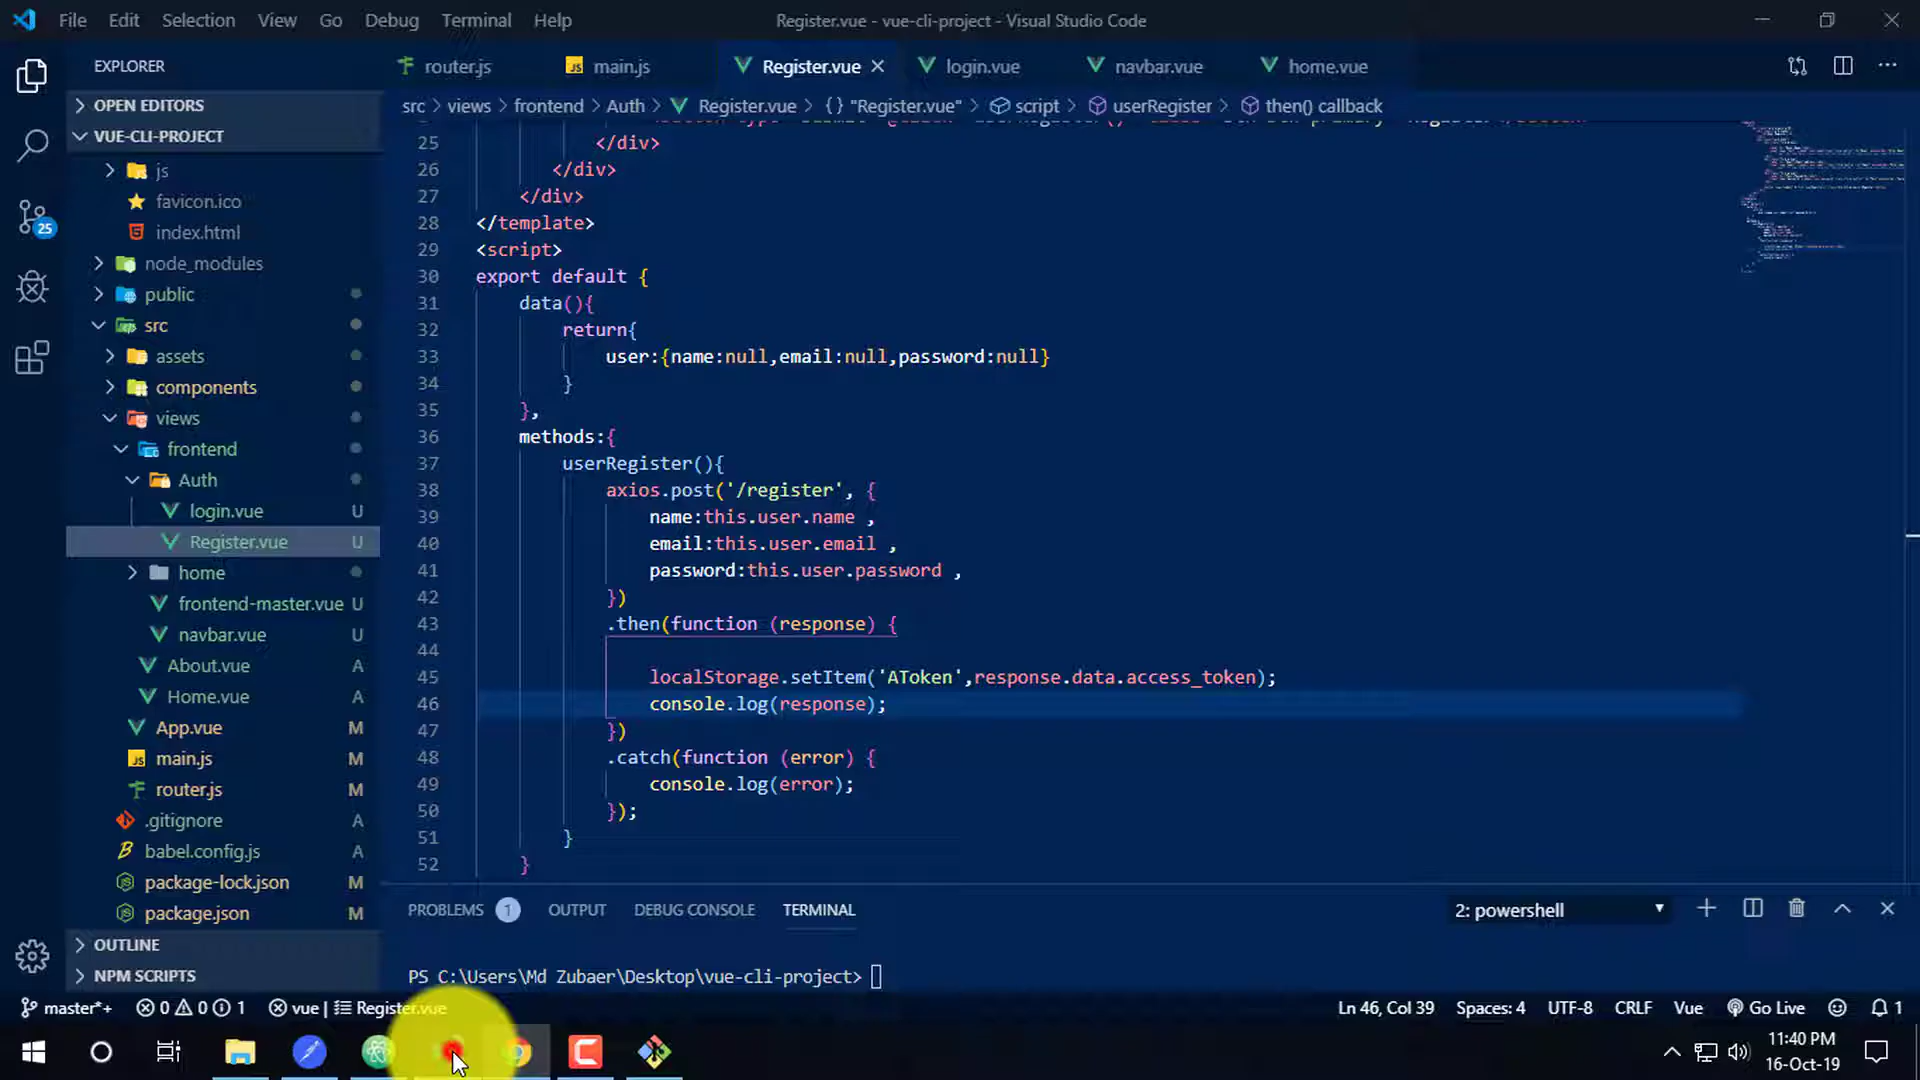 File Edit Selection View Go Debug Terminal Help
Register.vue - vue-cli-project - Visual Studio Code
EXPLORER
router.js
JS main.js
Register.vue
login.vue
navbar.vue
home.vue
OPEN EDITORS
src > views > frontend > Auth > Register.vue > {} "Register.vue" > script > userRegister > then() callback
VUE-CLI-PROJECT
js
favicon.ico
index.html
node_modules
public
src
assets
components
views
frontend
Auth
login.vue U
Register.vue U
home
frontend-master.vue U
navbar.vue U
About.vue A
Home.vue A
App.vue M
JS main.js M
router.js M
.gitignore A
babel.config.js A
package-lock.json M
package.json M
OUTLINE
NPM SCRIPTS
25
25 </div>
26 </div>
27 </div>
28 </template>
29 <script>
30 export default {
31 data(){
32 return{
33 user:{name:null,email:null,password:null}
34 }
35 },
36 methods:{
37 userRegister(){
38 axios.post('/register', {
39 name:this.user.name ,
40 email:this.user.email ,
41 password:this.user.password ,
42 })
43 .then(function (response) {
44
45 localStorage.setItem('AToken',response.data.access_token);
46 console.log(response);
47 })
48 .catch(function (error) {
49 console.log(error);
50 });
51 }
52 }
PROBLEMS 1 OUTPUT DEBUG CONSOLE TERMINAL
2: powershell
PS C:\Users\Md Zubaer\Desktop\vue-cli-project>
master*+ 0 0 1 vue | Register.vue
Ln 46, Col 39 Spaces: 4 UTF-8 CRLF Vue Go Live 1
11:40 PM
16-Oct-19